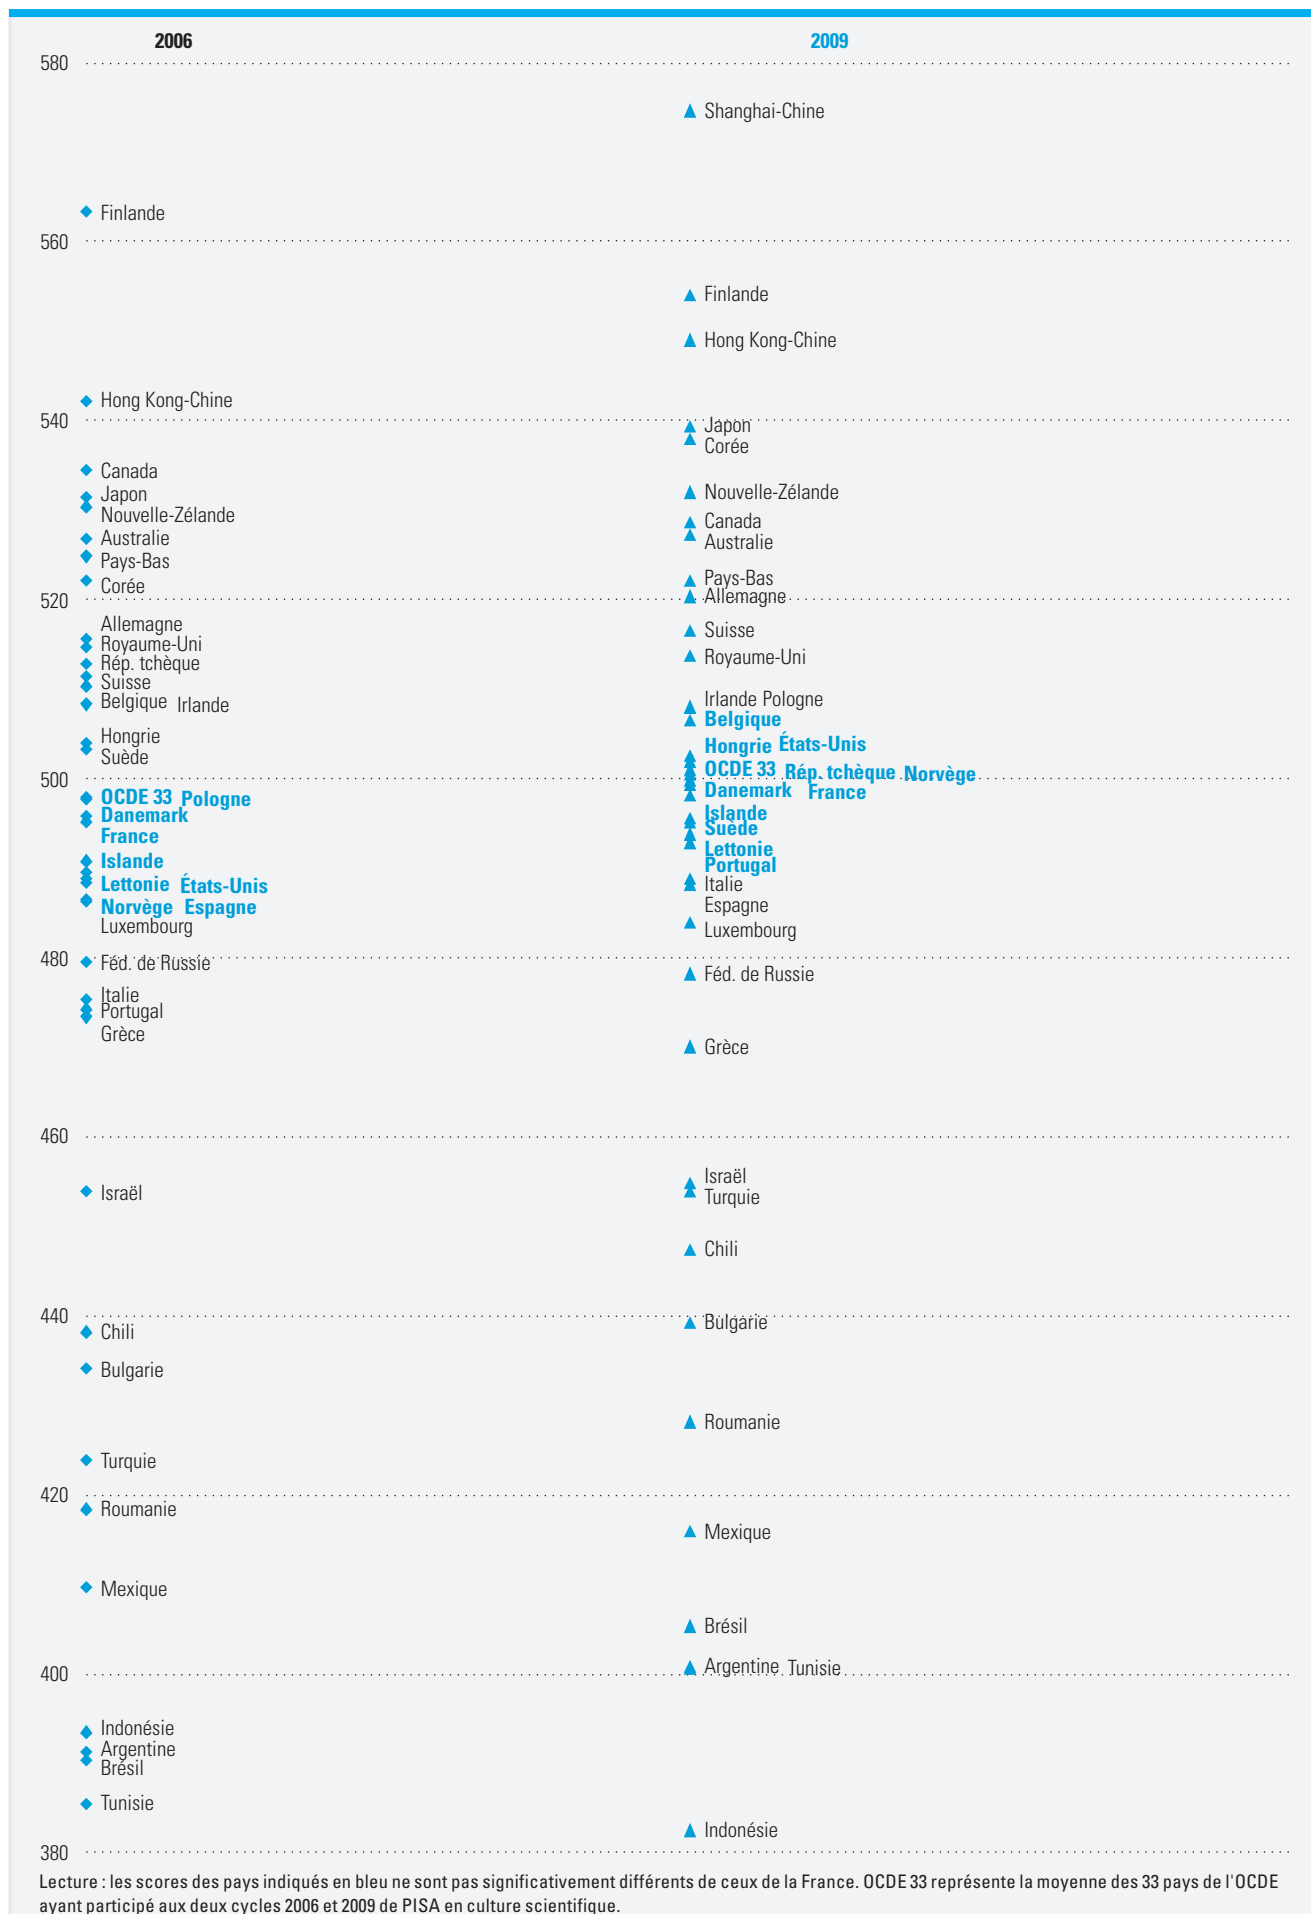 2006
2009
580
Shanghai-Chine
Finlande
560
Finlande
Hong Kong-Chine
Hong Kong-Chine
540
Japon
Corée
Canada
Japon
Nouvelle-Zélande
Nouvelle-Zélande
Canada
Australie
Australie
Pays-Bas
Pays-Bas
Corée
Allemagne
520
Allemagne
Suisse
Royaume-Uni
Royaume-Uni
Rép. tchèque
Suisse
Belgique Irlande
Irlande Pologne
Belgique
Hongrie
Hongrie États-Unis
Suède
OCDE 33 Rép. tchèque Norvège
500
Danemark France
OCDE 33 Pologne
Danemark
Islande
Suède
France
Lettonie
Islande
Portugal
Lettonie États-Unis
Italie
Norvège Espagne
Espagne
Luxembourg
Luxembourg
480
Féd. de Russie
Féd. de Russie
Italie
Portugal
Grèce
Grèce
460
Israël
Israël
Turquie
Chili
440
Bulgarie
Chili
Bulgarie
Roumanie
Turquie
420
Roumanie
Mexique
Mexique
Brésil
400
Argentine Tunisie
Indonésie
Argentine
Brésil
Tunisie
Indonésie
380
Lecture : les scores des pays indiqués en bleu ne sont pas significativement différents de ceux de la France. OCDE 33 représente la moyenne des 33 pays de l'OCDE
ayant participé aux deux cycles 2006 et 2009 de PISA en culture scientifique.